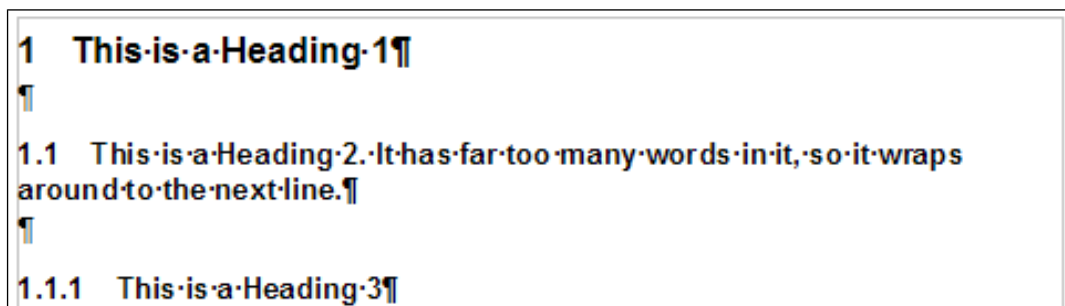 1 This·is·a·Heading·1¶
¶
1.1 This·is·a·Heading·2.·It·has·far·too·many·words·in·it,·so·it·wraps
around·to·the·next·line.¶
¶
1.1.1 This·is·a·Heading·3¶